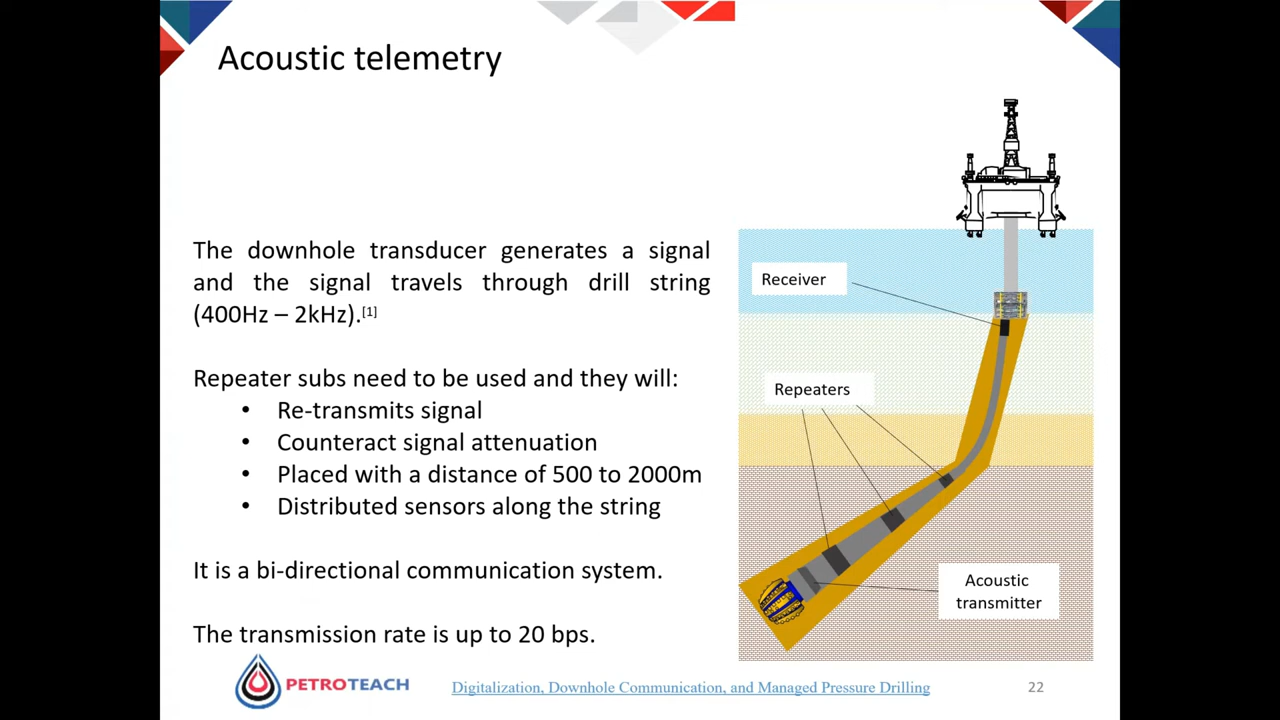 Acoustic telemetry
The downhole transducer generates a signal
and the signal travels through drill string
(400Hz – 2kHz).[1]
Repeater subs need to be used and they will:
• Re-transmits signal
• Counteract signal attenuation
• Placed with a distance of 500 to 2000m
• Distributed sensors along the string
It is a bi-directional communication system.
The transmission rate is up to 20 bps.
Receiver
Repeaters
Acoustic
transmitter
PETROTEACH
Digitalization, Downhole Communication, and Managed Pressure Drilling
22